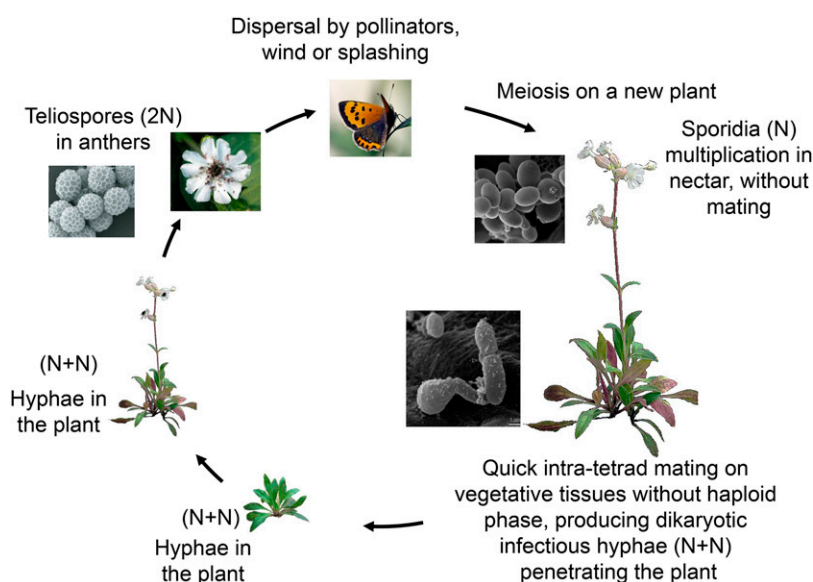 Dispersal by pollinators,
wind or splashing
Meiosis on a new plant
Sporidia (N)
multiplication in
nectar, without
mating
Teliospores (2N)
in anthers
(N+N)
Hyphae in
the plant
(N+N)
Hyphae in
the plant
Quick intra-tetrad mating on
vegetative tissues without haploid
phase, producing dikaryotic
infectious hyphae (N+N)
penetrating the plant